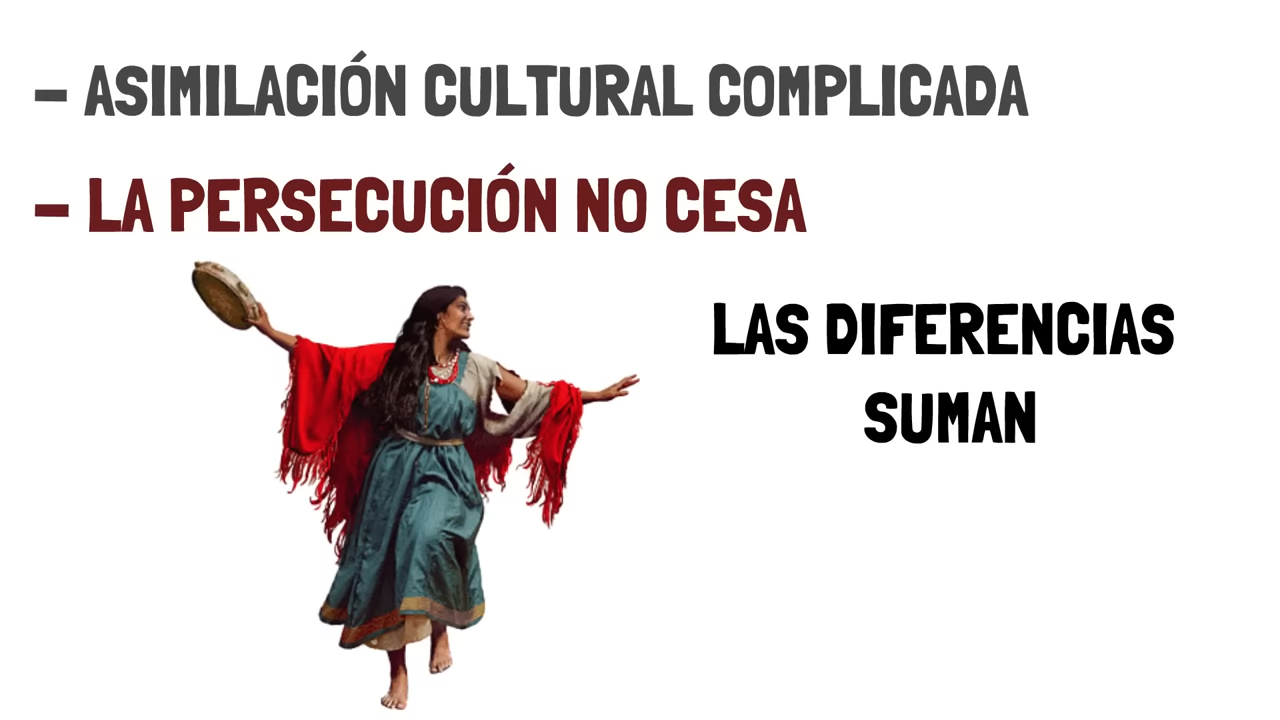 - ASIMILACIÓN CULTURAL COMPLICADA
- LA PERSECUCIÓN NO CESA
LAS DIFERENCIAS
SUMAN